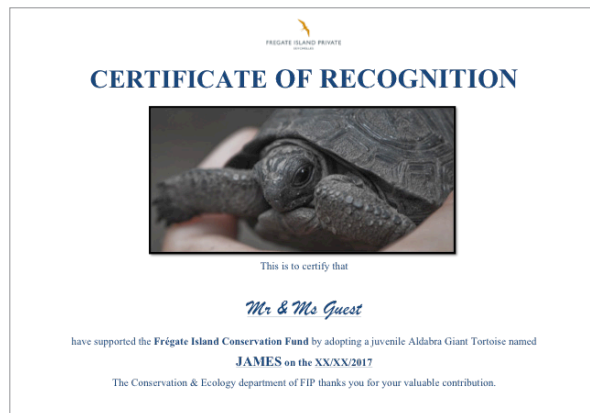 FREGATE ISLAND PRIVATE
SEYCHELLES
CERTIFICATE OF RECOGNITION
This is to certify that
Mr & Ms Guest
have supported the Frégate Island Conservation Fund by adopting a juvenile Aldabra Giant Tortoise named
JAMES on the XX/XX/2017
The Conservation & Ecology department of FIP thanks you for your valuable contribution.